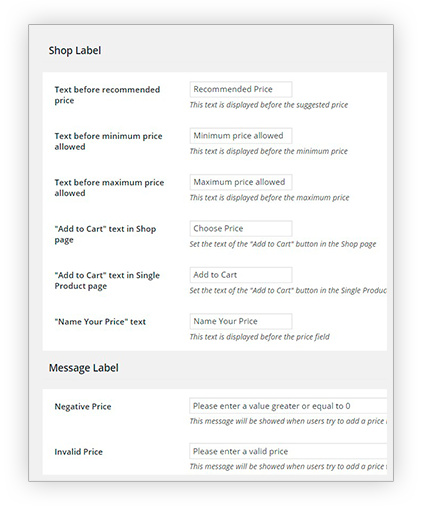 Shop Label
Text before recommended
price
Recommended Price
This text is displayed before the suggested price
Text before minimum price
allowed
Minimum price allowed
This text is displayed before the minimum price
Text before maximum price
allowed
Maximum price allowed
This text is displayed before the maximum price
"Add to Cart" text in Shop
page
Choose Price
Set the text of the "Add to Cart" button in the Shop page
"Add to Cart" text in Single
Product page
Add to Cart
Set the text of the "Add to Cart" button in the Single Produc
"Name Your Price" text
Name Your Price
This text is displayed before the price field
Message Label
Negative Price
Please enter a value greater or equal to 0
This message will be showed when users try to add a price
Invalid Price
Please enter a valid price
This message will be showed when users try to add a price